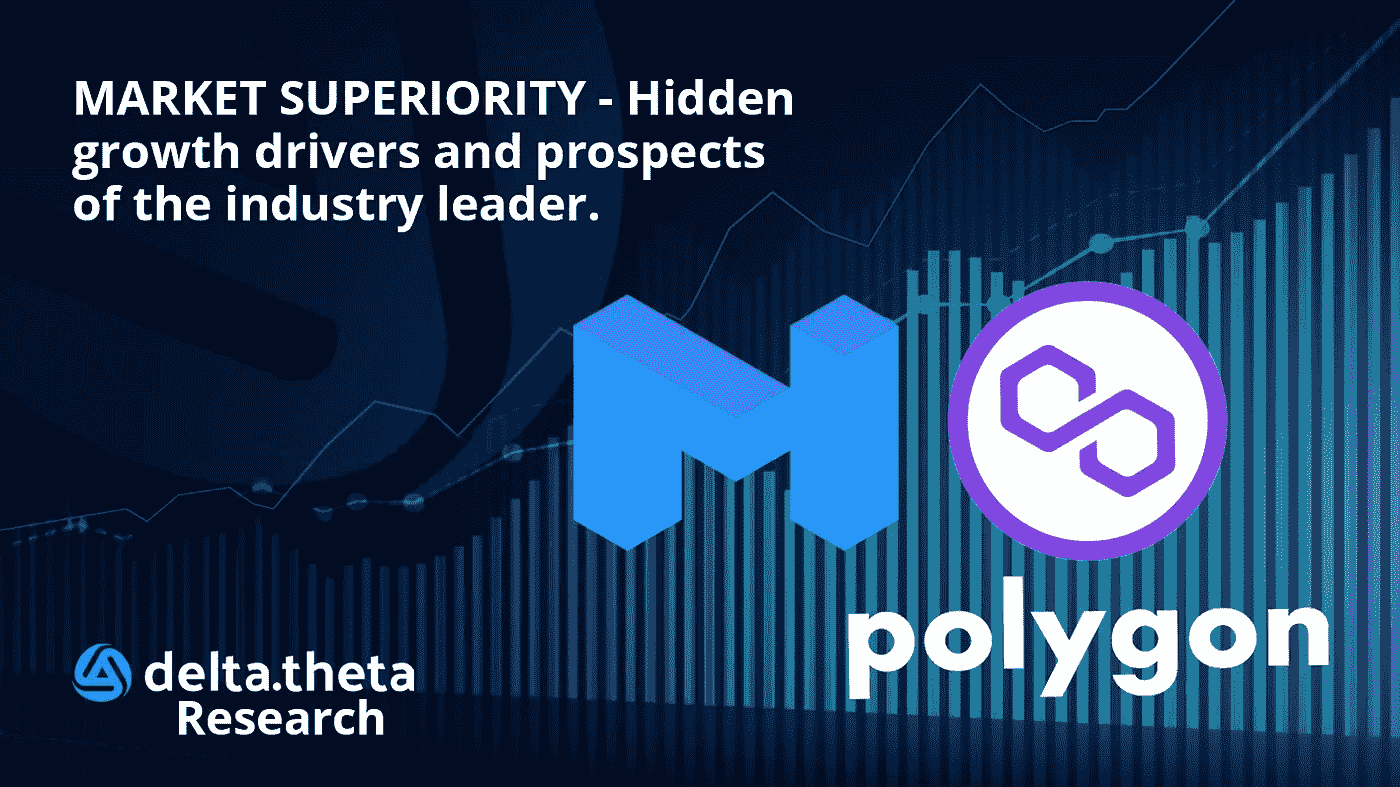 MARKET SUPERIORITY - Hidden
growth drivers and prospects
of the industry leader.
polygon
delta.theta
Research